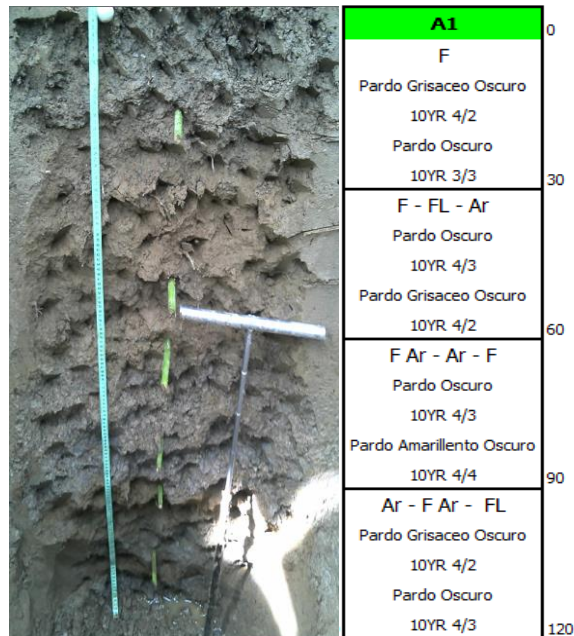 A1
0
F
Pardo Grisaceo Oscuro
10YR 4/2
Pardo Oscuro
10YR 3/3
30
F - FL - Ar
Pardo Oscuro
10YR 4/3
Pardo Grisaceo Oscuro
10YR 4/2
60
F Ar - Ar - F
Pardo Oscuro
10YR 4/3
Pardo Amarillento Oscuro
10YR 4/4
90
Ar - F Ar - FL
Pardo Grisaceo Oscuro
10YR 4/2
Pardo Oscuro
10YR 4/3
120